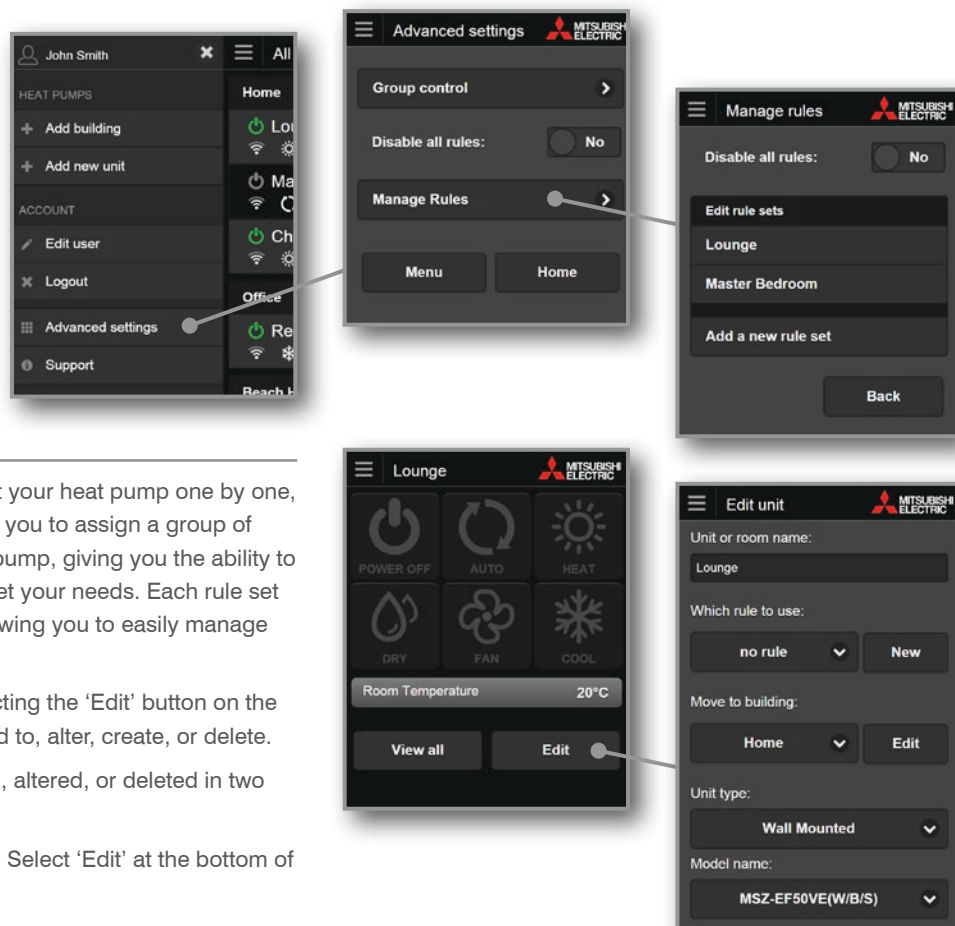 John Smith
HEAT PUMPS
Add building
Add new unit
ACCOUNT
Edit user
Logout
Advanced settings
Support
All
Home
Office
Beach
Advanced settings
MITSUBISHI
ELECTRIC
Group control
Disable all rules: No
Manage Rules
Menu Home
Manage rules
MITSUBISHI
ELECTRIC
Disable all rules: No
Edit rule sets
Lounge
Master Bedroom
Add a new rule set
Back
your heat pump one by one,
you to assign a group of
pump, giving you the ability to
your needs. Each rule set
you to easily manage
the ‘Edit’ button on the
to, alter, create, or delete.
, altered, or deleted in two
Select ‘Edit’ at the bottom of
Lounge
MITSUBISHI
ELECTRIC
POWER OFF AUTO HEAT
DRY FAN COOL
Room Temperature 20°C
View all Edit
Edit unit
MITSUBISHI
ELECTRIC
Unit or room name:
Lounge
Which rule to use:
no rule New
Move to building:
Home Edit
Unit type:
Wall Mounted
Model name:
MSZ-EF50VE(W/B/S)